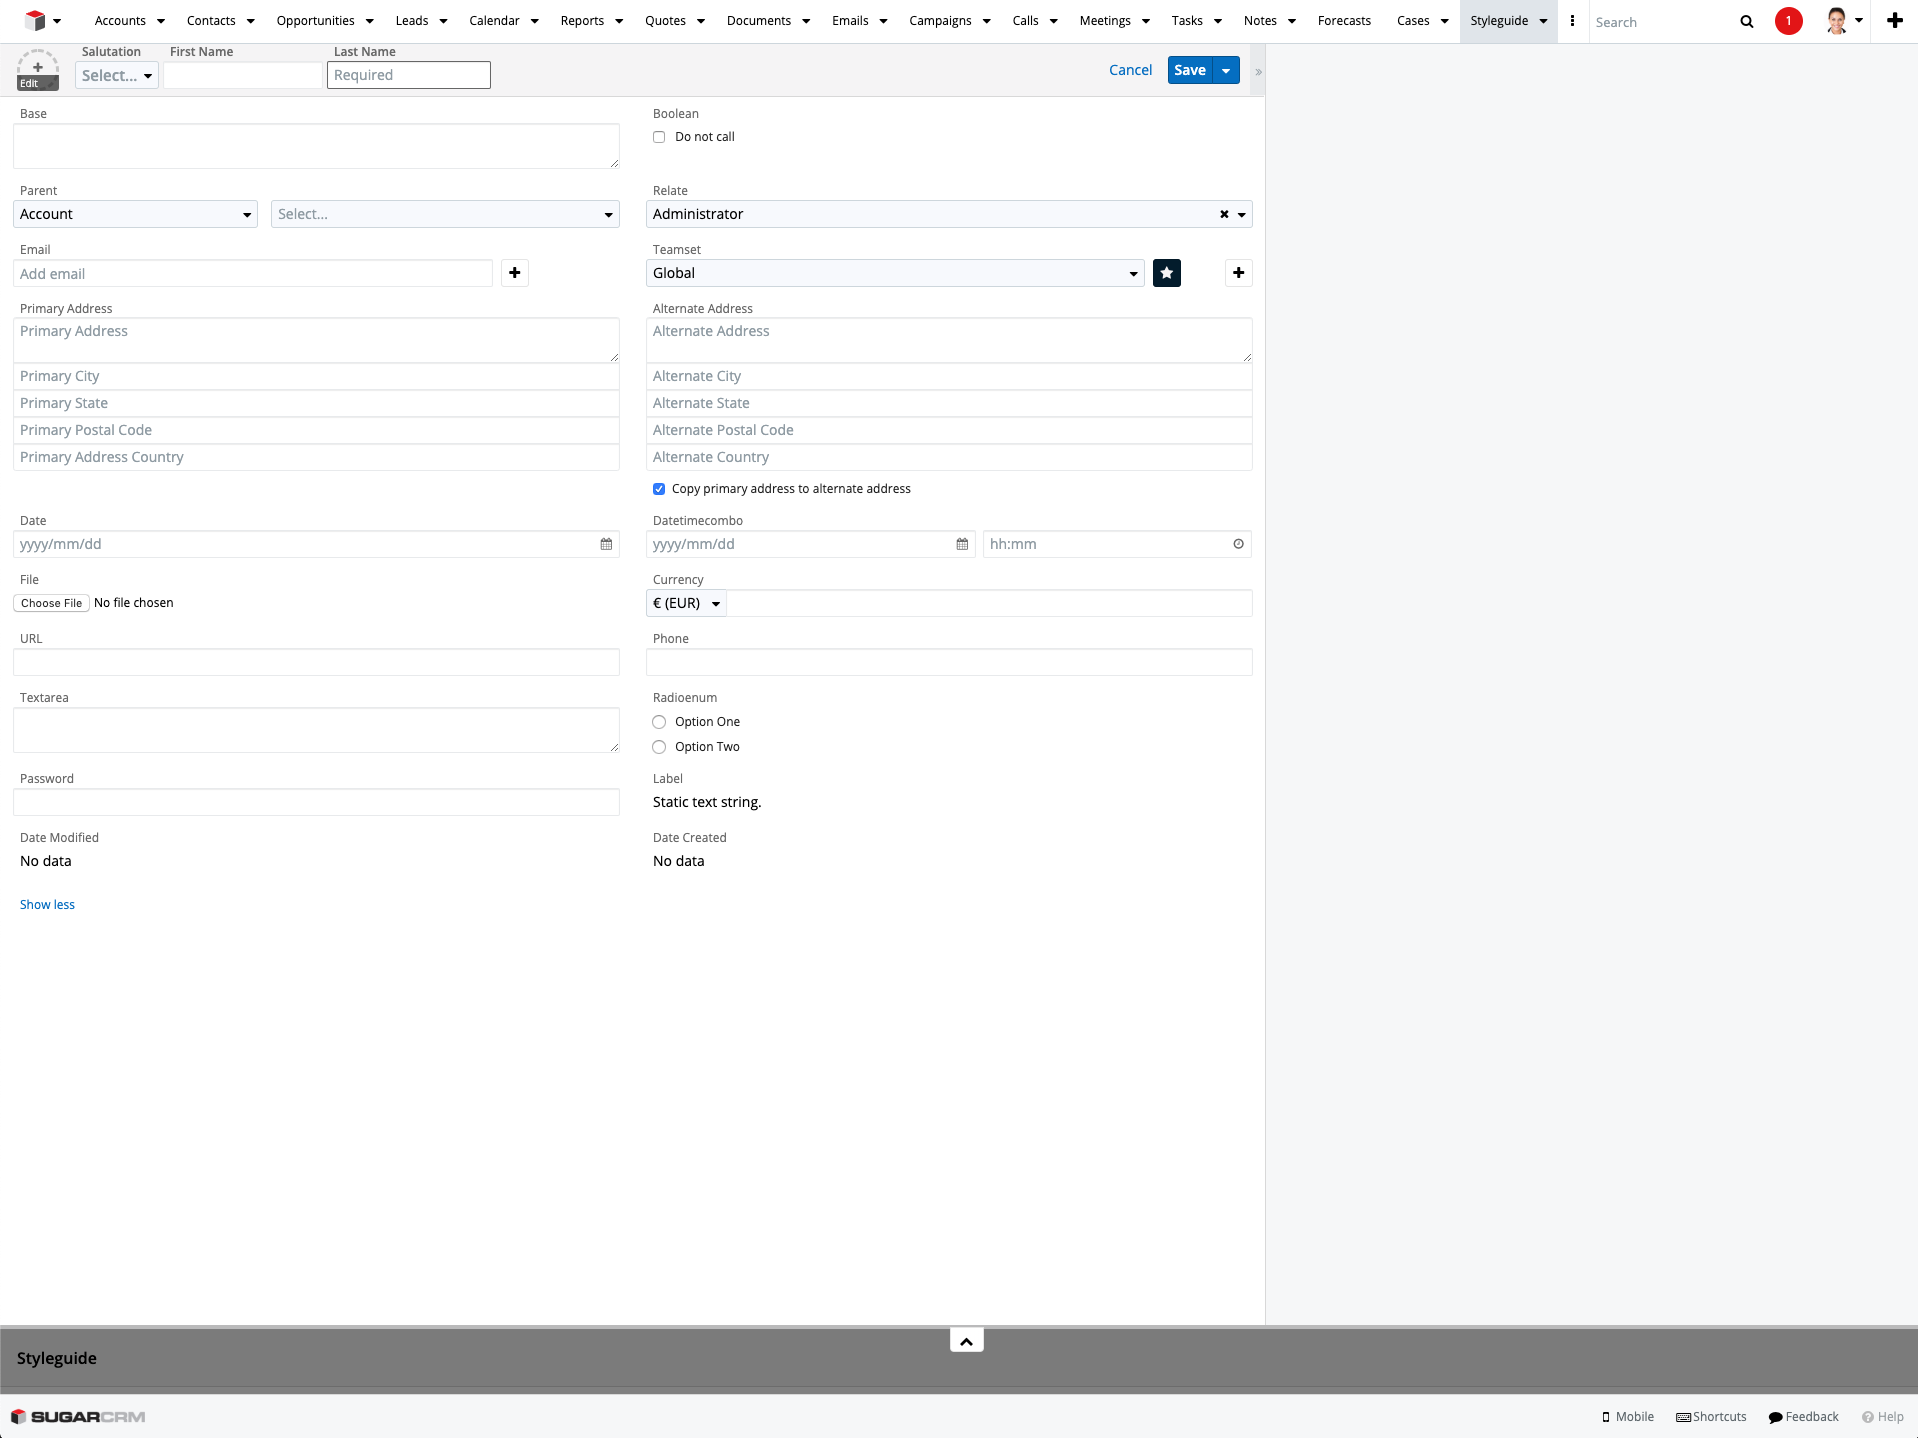 Accounts Contacts Opportunities Leads Calendar Reports Quotes Documents Emails Campaigns Calls Meetings Tasks Notes Forecasts Cases Styleguide Search 1
Salutation First Name Last Name
Edit Select... Required Cancel Save »
Base Boolean
Do not call
Parent Relate
Account Select... Administrator
Email Teamset
Add email Global
Primary Address Alternate Address
Primary Address Alternate Address
Primary City Alternate City
Primary State Alternate State
Primary Postal Code Alternate Postal Code
Primary Address Country Alternate Country
Copy primary address to alternate address
Date Datetimecombo
yyyy/mm/dd yyyy/mm/dd hh:mm
File Currency
Choose File No file chosen € (EUR)
URL Phone
Textarea Radioenum
Option One
Option Two
Password Label
Static text string.
Date Modified Date Created
No data No data
Show less
Styleguide
SUGARCRM Mobile Shortcuts Feedback Help